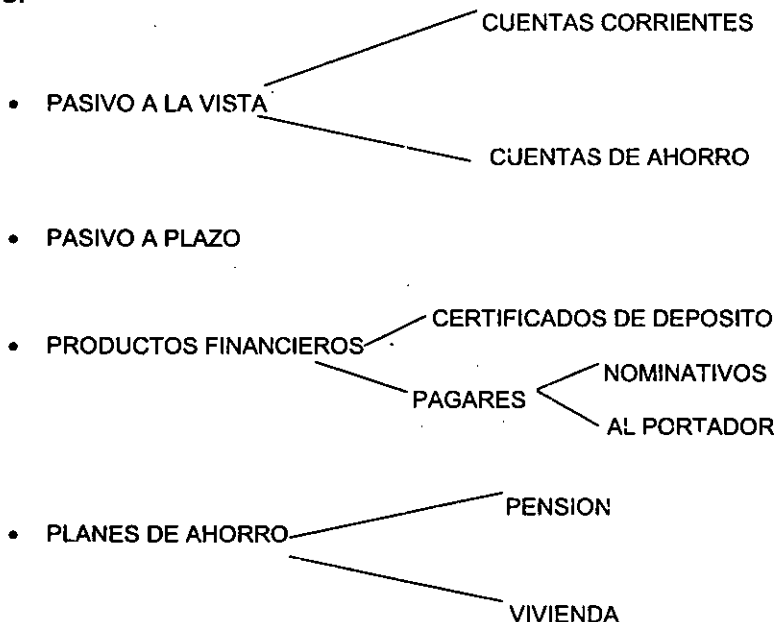 CUENTAS CORRIENTES
• PASIVO A LA VISTA
CUENTAS DE AHORRO
• PASIVO A PLAZO
CERTIFICADOS DE DEPOSITO
• PRODUCTOS FINANCIEROS
NOMINATIVOS
PAGARES
AL PORTADOR
PENSION
• PLANES DE AHORRO
VIVIENDA